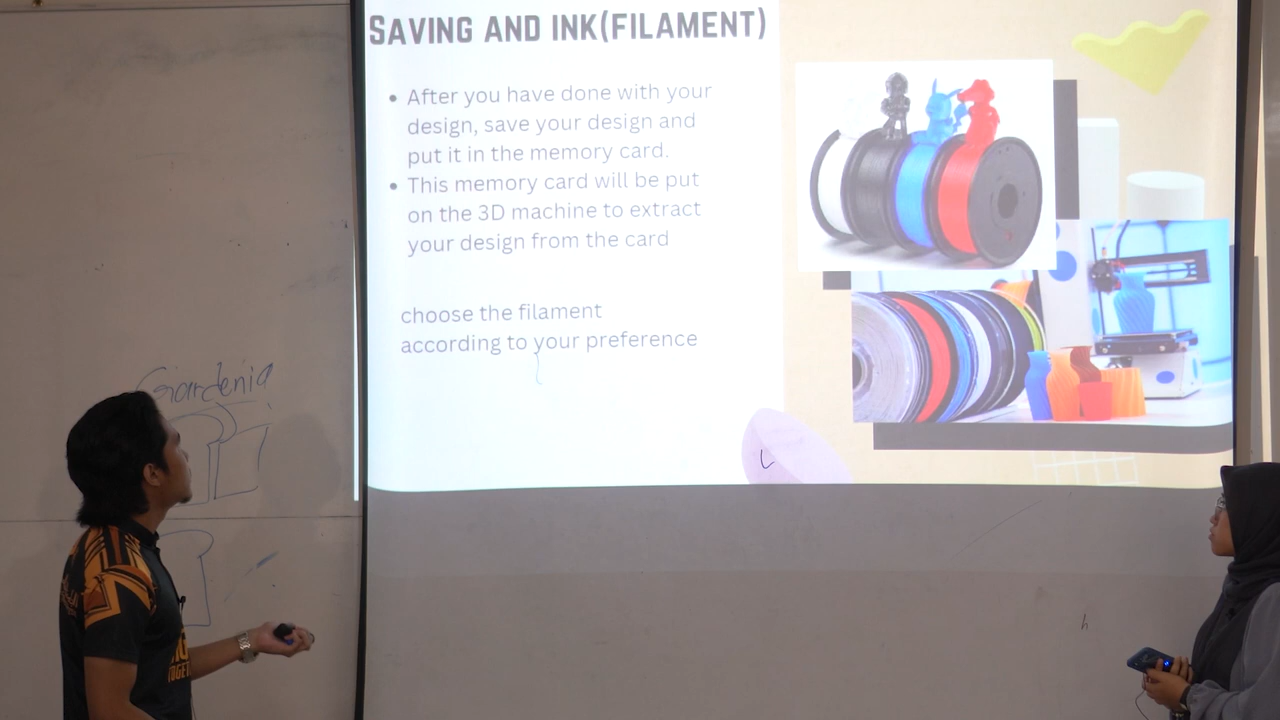 SAVING AND INK(FILAMENT)
• After you have done with your
design, save your design and
put it in the memory card.
• This memory card will be put
on the 3D machine to extract
your design from the card
choose the filament
according to your preference
Gardenia
TOGET
h